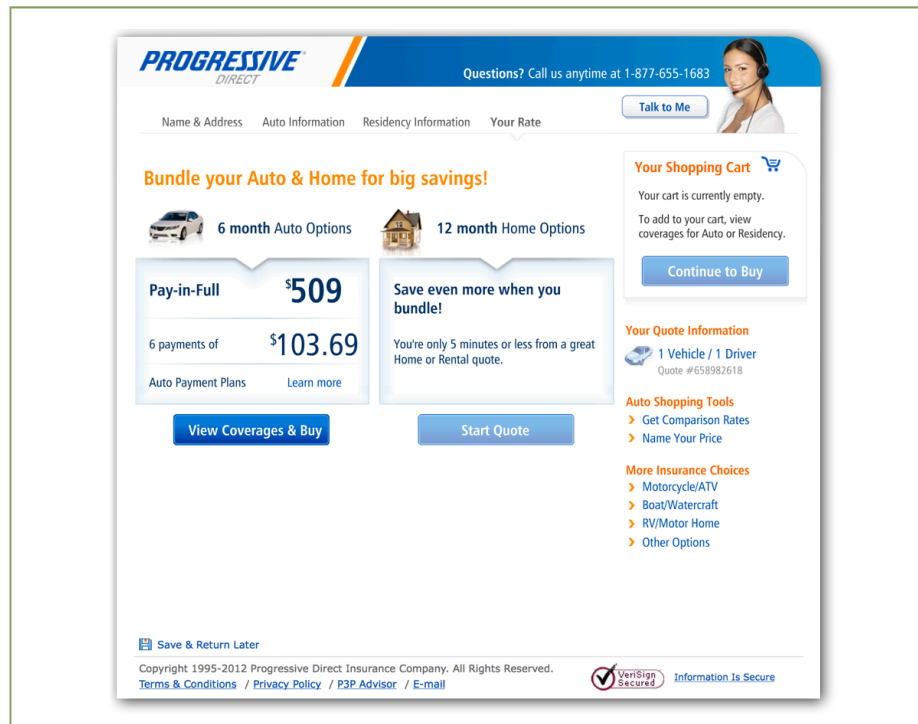 PROGRESSIVE
DIRECT
Questions? Call us anytime at 1-877-655-1683
Talk to Me
Name & Address Auto Information Residency Information Your Rate
Bundle your Auto & Home for big savings!
6 month Auto Options
Pay-in-Full $509
6 payments of $103.69
Auto Payment Plans Learn more
View Coverages & Buy
12 month Home Options
Save even more when you
bundle!
You're only 5 minutes or less from a great
Home or Rental quote.
Start Quote
Your Shopping Cart
Your cart is currently empty.
To add to your cart, view
coverages for Auto or Residency.
Continue to Buy
Your Quote Information
1 Vehicle / 1 Driver
Quote #658982618
Auto Shopping Tools
Get Comparison Rates
Name Your Price
More Insurance Choices
Motorcycle/ATV
Boat/Watercraft
RV/Motor Home
Other Options
Save & Return Later
Copyright 1995-2012 Progressive Direct Insurance Company. All Rights Reserved.
Terms & Conditions / Privacy Policy / P3P Advisor / E-mail
VeriSign
Secured
Information Is Secure